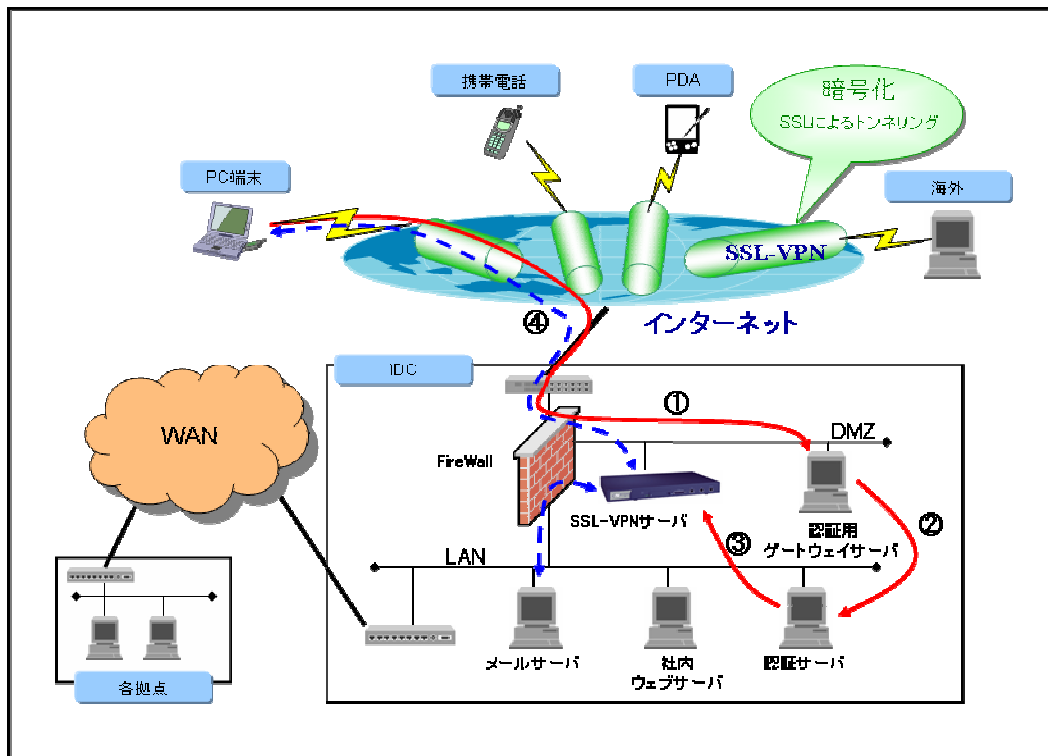 携帯電話
PDA
暗号化
SSLによるトンネリング
PC端末
海外
SSL-VPN
④
インターネット
IDC
①
WAN
DMZ
FireWall
SSL-VPNサーバ
認証用
ゲートウェイサーバ
②
③
LAN
メールサーバ
社内
ウェブサーバ
認証サーバ
各拠点